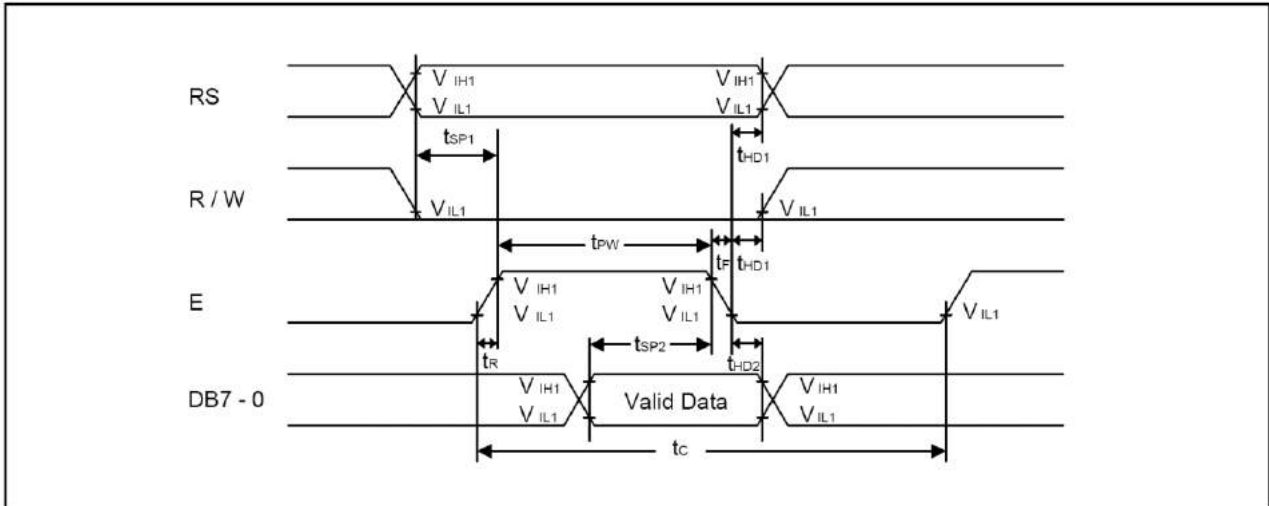 RS
V IH1
V IH1
V IL1
V IL1
tSP1
tHD1
R / W
VIL1
V IL1
tPW
tF
tHD1
E
V IH1
V IH1
V IL1
V IL1
V IL1
tR
tSP2
tHD2
DB7 - 0
V IH1
V IL1
Valid Data
V IH1
V IL1
tC